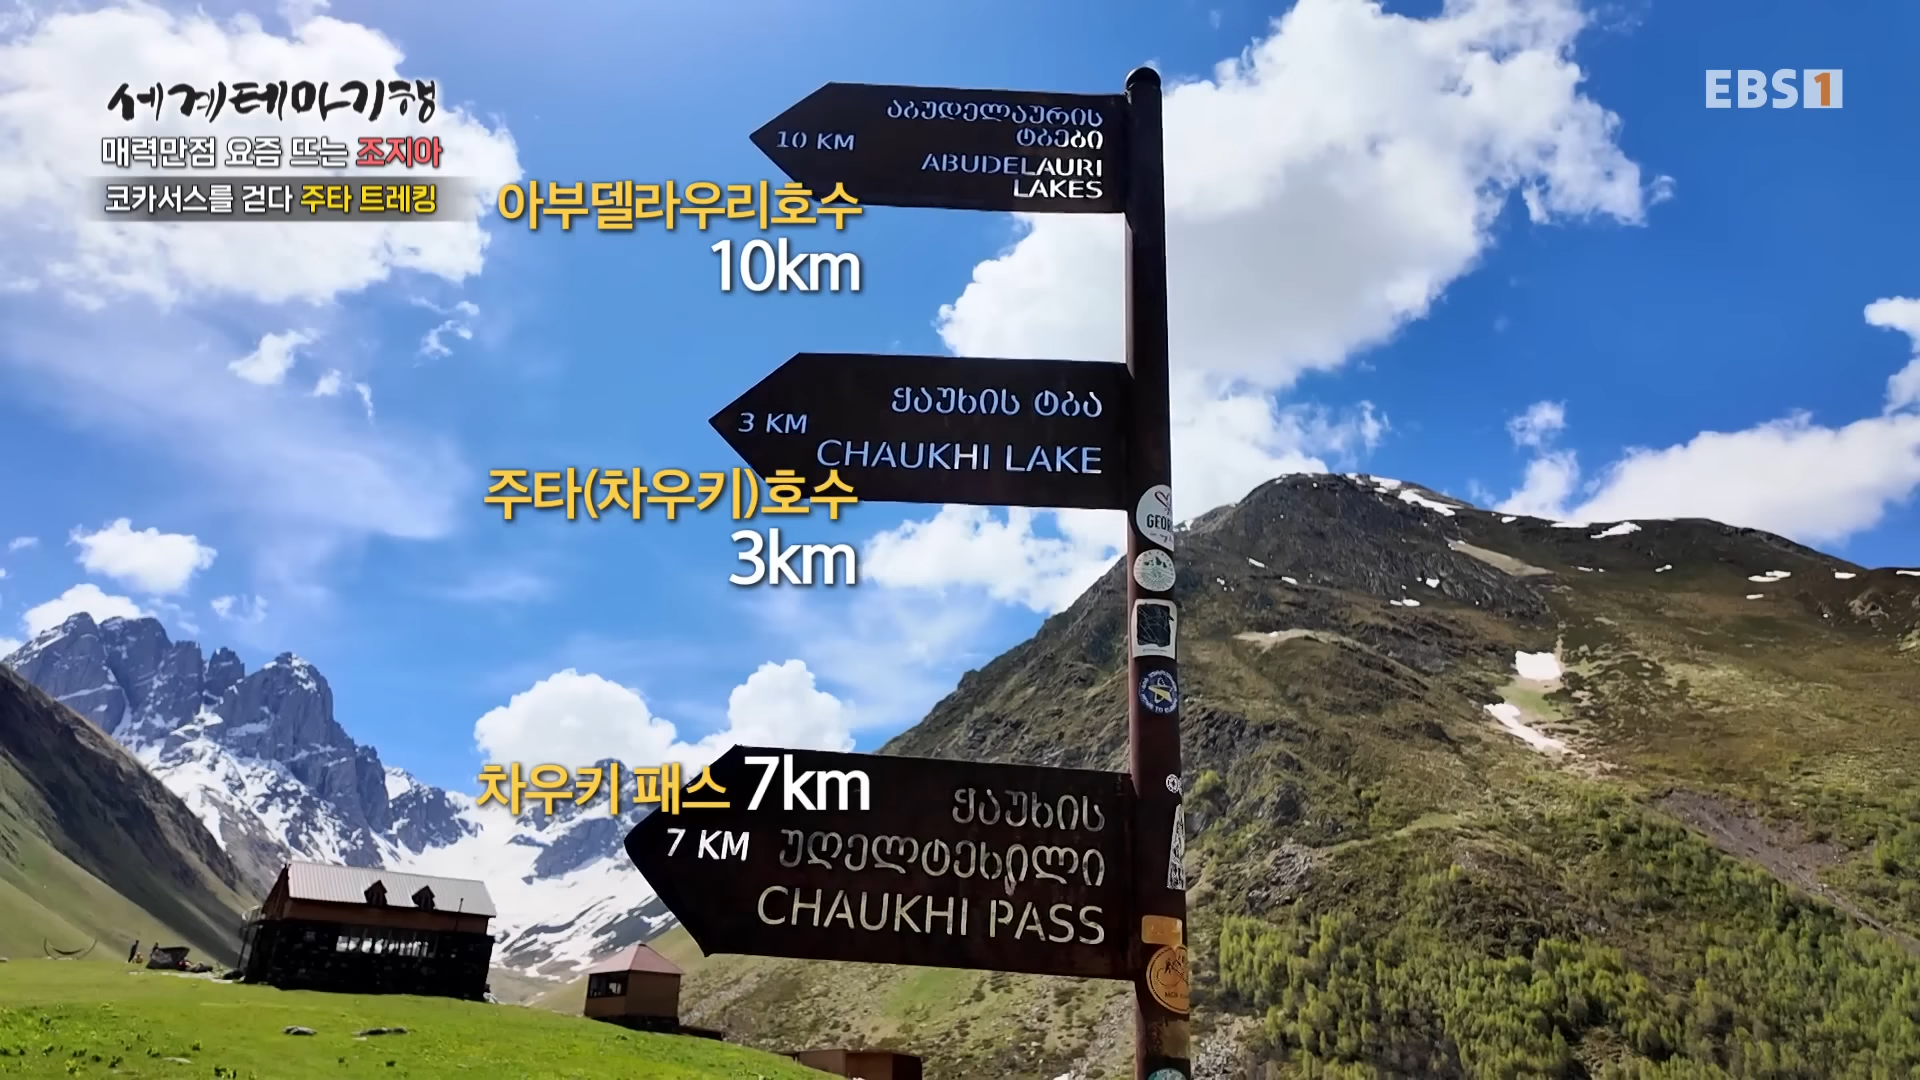 세계테마기행
매력만점 요즘 뜨는 조지아
코카서스를 걷다 주타 트레킹
EBS1
აბუდელაურის
ტბები
10 KM
ABUDELAURI
LAKES
아부델라우리호수
10km
ჭაუხის ტბა
3 KM
CHAUKHI LAKE
주타(차우키)호수
3km
차우키 패스 7km
ჭაუხის
7 KM უღელტეხილი
CHAUKHI PASS